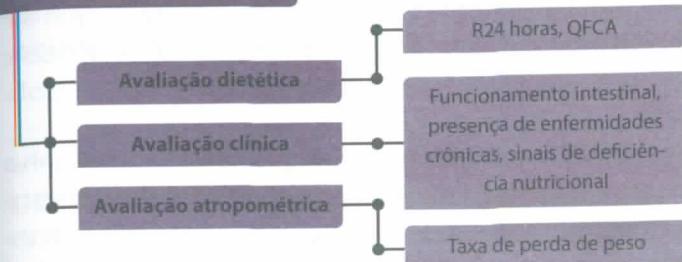 R24 horas, QFCA
Avaliação dietética
Funcionamento intestinal,
presença de enfermidades
crônicas, sinais de deficiên-
cia nutricional
Avaliação clínica
Avaliação atropométrica
Taxa de perda de peso